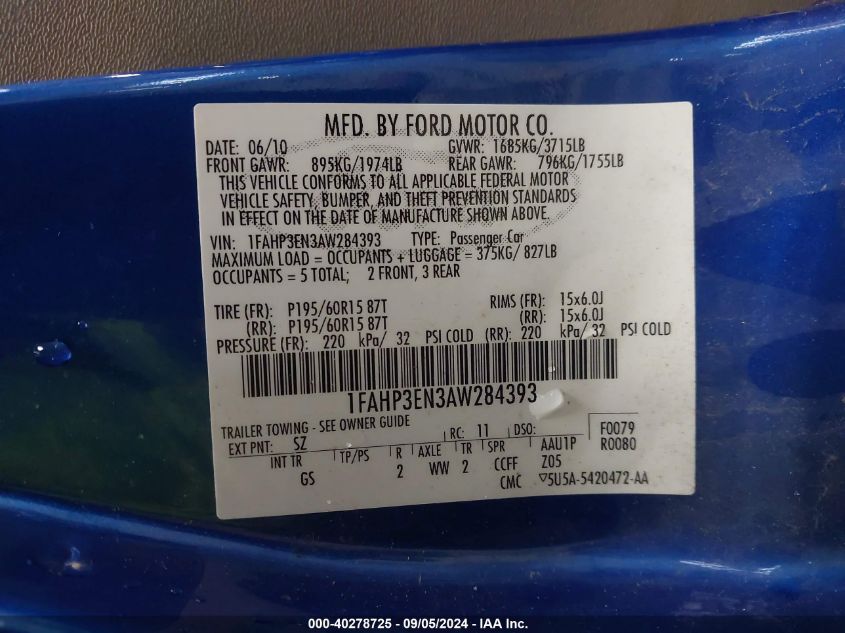 MFD. BY FORD MOTOR CO.
DATE: 06/10 GVWR: 1685KG/3715LB
FRONT GAWR: 895KG/1974LB REAR GAWR: 796KG/1755LB
THIS VEHICLE CONFORMS TO ALL APPLICABLE FEDERAL MOTOR
VEHICLE SAFETY, BUMPER, AND THEFT PREVENTION STANDARDS
IN EFFECT ON THE DATE OF MANUFACTURE SHOWN ABOVE.
VIN: 1FAHP3EN3AW284393 TYPE: Passenger Car
MAXIMUM LOAD = OCCUPANTS + LUGGAGE = 375KG/ 827LB
OCCUPANTS = 5 TOTAL; 2 FRONT, 3 REAR
TIRE (FR): P195/60R15 87T RIMS (FR): 15x6.0J
(RR): P195/60R15 87T (RR): 15x6.0J
PRESSURE (FR): 220 kPa/ 32 PSI COLD (RR): 220 kPa/ 32 PSI COLD
1FAHP3EN3AW284393
TRAILER TOWING - SEE OWNER GUIDE
EXT PNT: SZ RC: 11 DSO: F0079
INT TR TP/PS R AXLE TR SPR AAU1P R0080
GS 2 WW 2 CCFF Z05
CMC ▽5U5A-5420472-AA
000-40278725 - 09/05/2024 - IAA Inc.